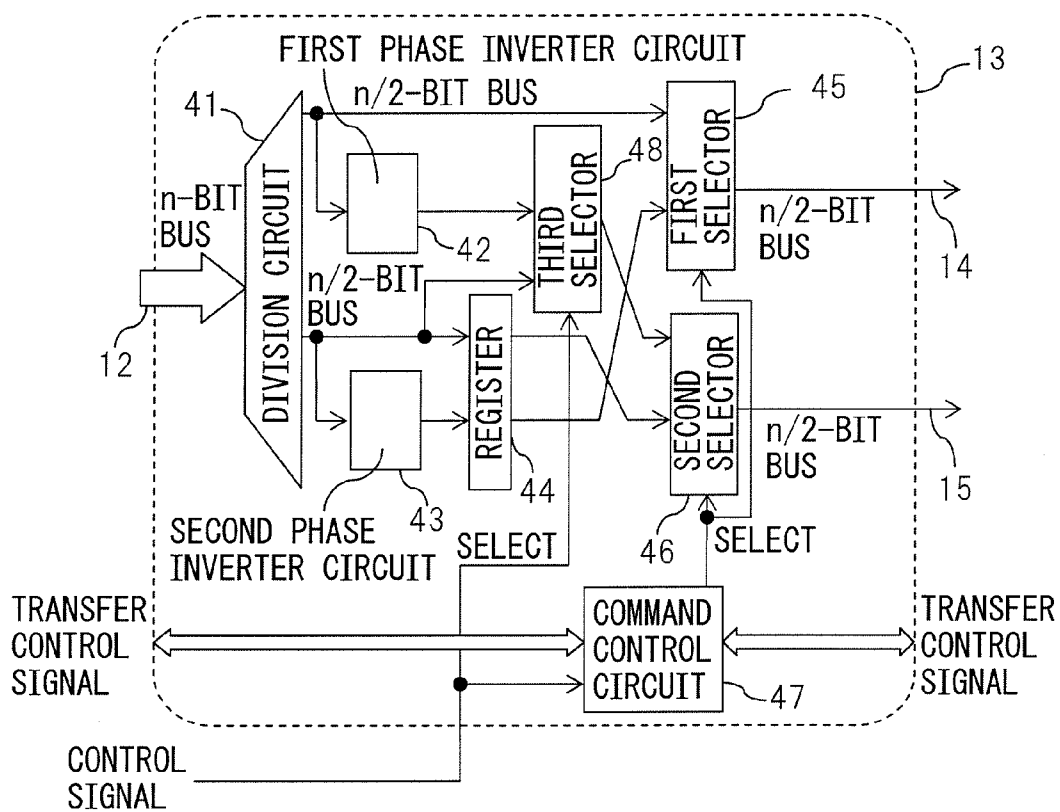 FIRST PHASE INVERTER CIRCUIT
n/2-BIT BUS
13
45
41
48
n-BIT
BUS
DIVISION CIRCUIT
42
THIRD
SELECTOR
FIRST
SELECTOR
n/2-BIT
BUS
14
n/2-BIT
BUS
12
REGISTER
44
43
SECOND
SELECTOR
n/2-BIT
BUS
15
46
SELECT
SECOND PHASE
INVERTER CIRCUIT
SELECT
TRANSFER
CONTROL
SIGNAL
COMMAND
CONTROL
CIRCUIT
47
TRANSFER
CONTROL
SIGNAL
CONTROL
SIGNAL